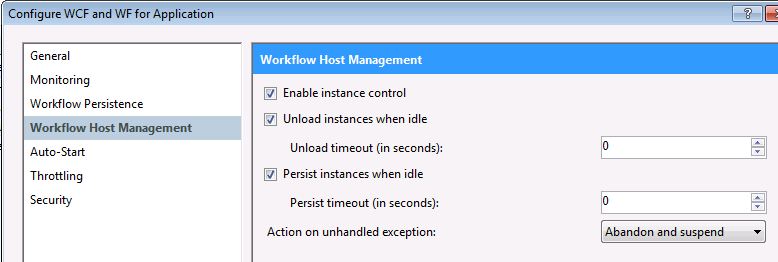 Configure WCF and WF for Application
General
Monitoring
Workflow Persistence
Workflow Host Management
Auto-Start
Throttling
Security
Workflow Host Management
Enable instance control
Unload instances when idle
Unload timeout (in seconds): 0
Persist instances when idle
Persist timeout (in seconds): 0
Action on unhandled exception: Abandon and suspend